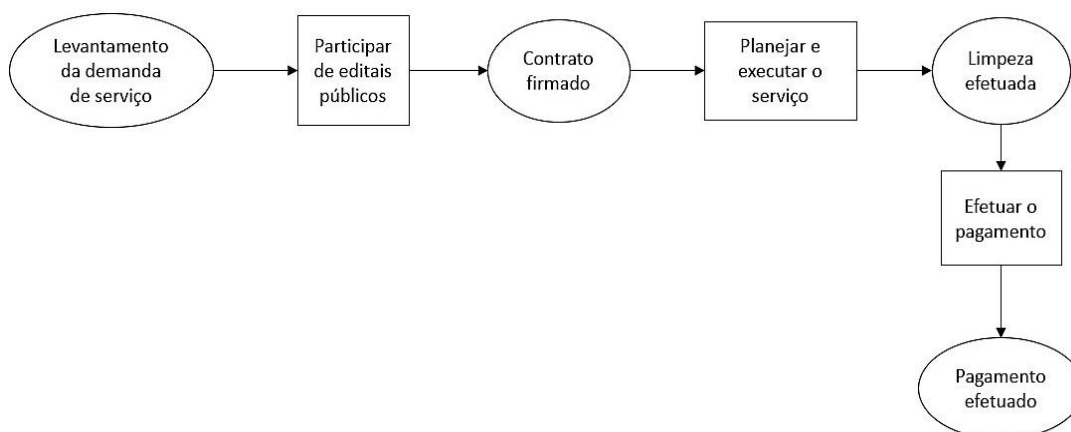 Levantamento
da demanda
de serviço
Participar
de editais
públicos
Contrato
firmado
Planejar e
executar o
serviço
Limpeza
efetuada
Efetuar o
pagamento
Pagamento
efetuado